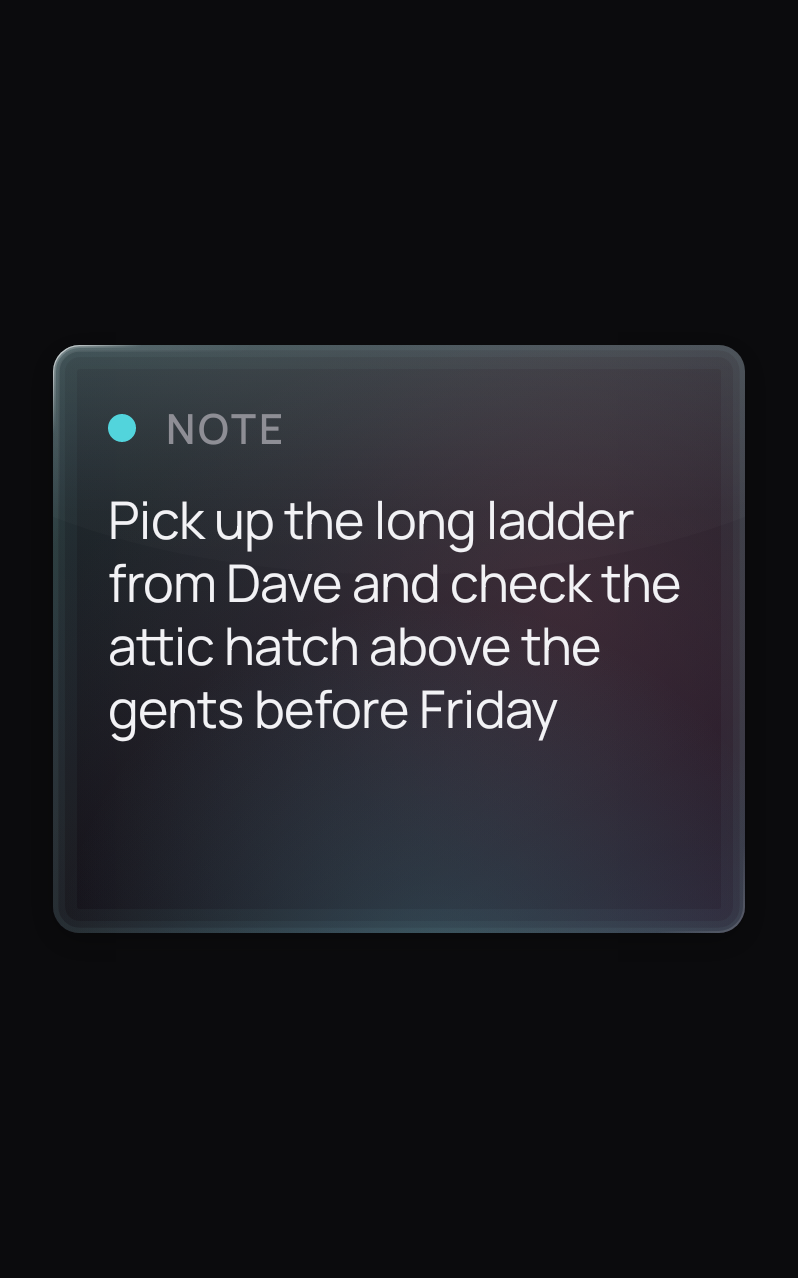 NOTE
Pick up the long ladder
from Dave and check the
attic hatch above the
gents before Friday